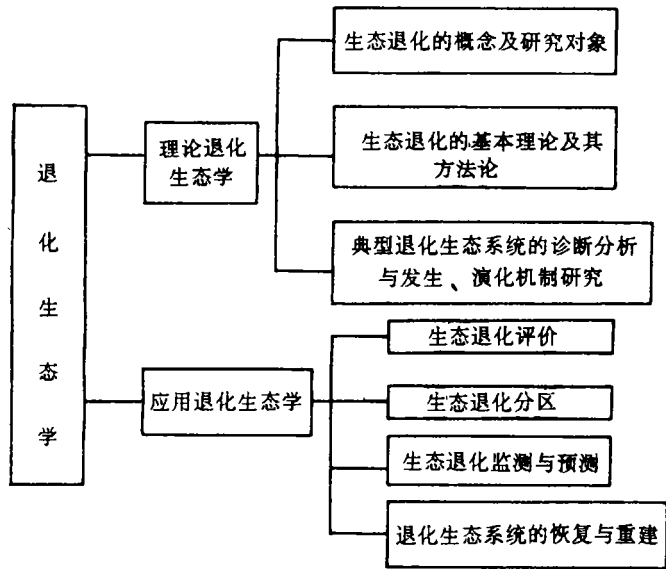 退化生态学
理论退化
生态学
生态退化的概念及研究对象
生态退化的基本理论及其
方法论
典型退化生态系统的诊断分析
与发生、演化机制研究
应用退化生态学
生态退化评价
生态退化分区
生态退化监测与预测
退化生态系统的恢复与重建